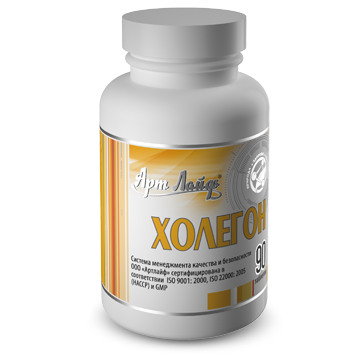 Арт Лайф
ХОЛЕГОН
Система менеджмента качества и безопасности
ООО «Артлайф» сертифицирована в
соответствии ISO 9001: 2000, ISO 22000: 2005
(HACCP) и GMP
90